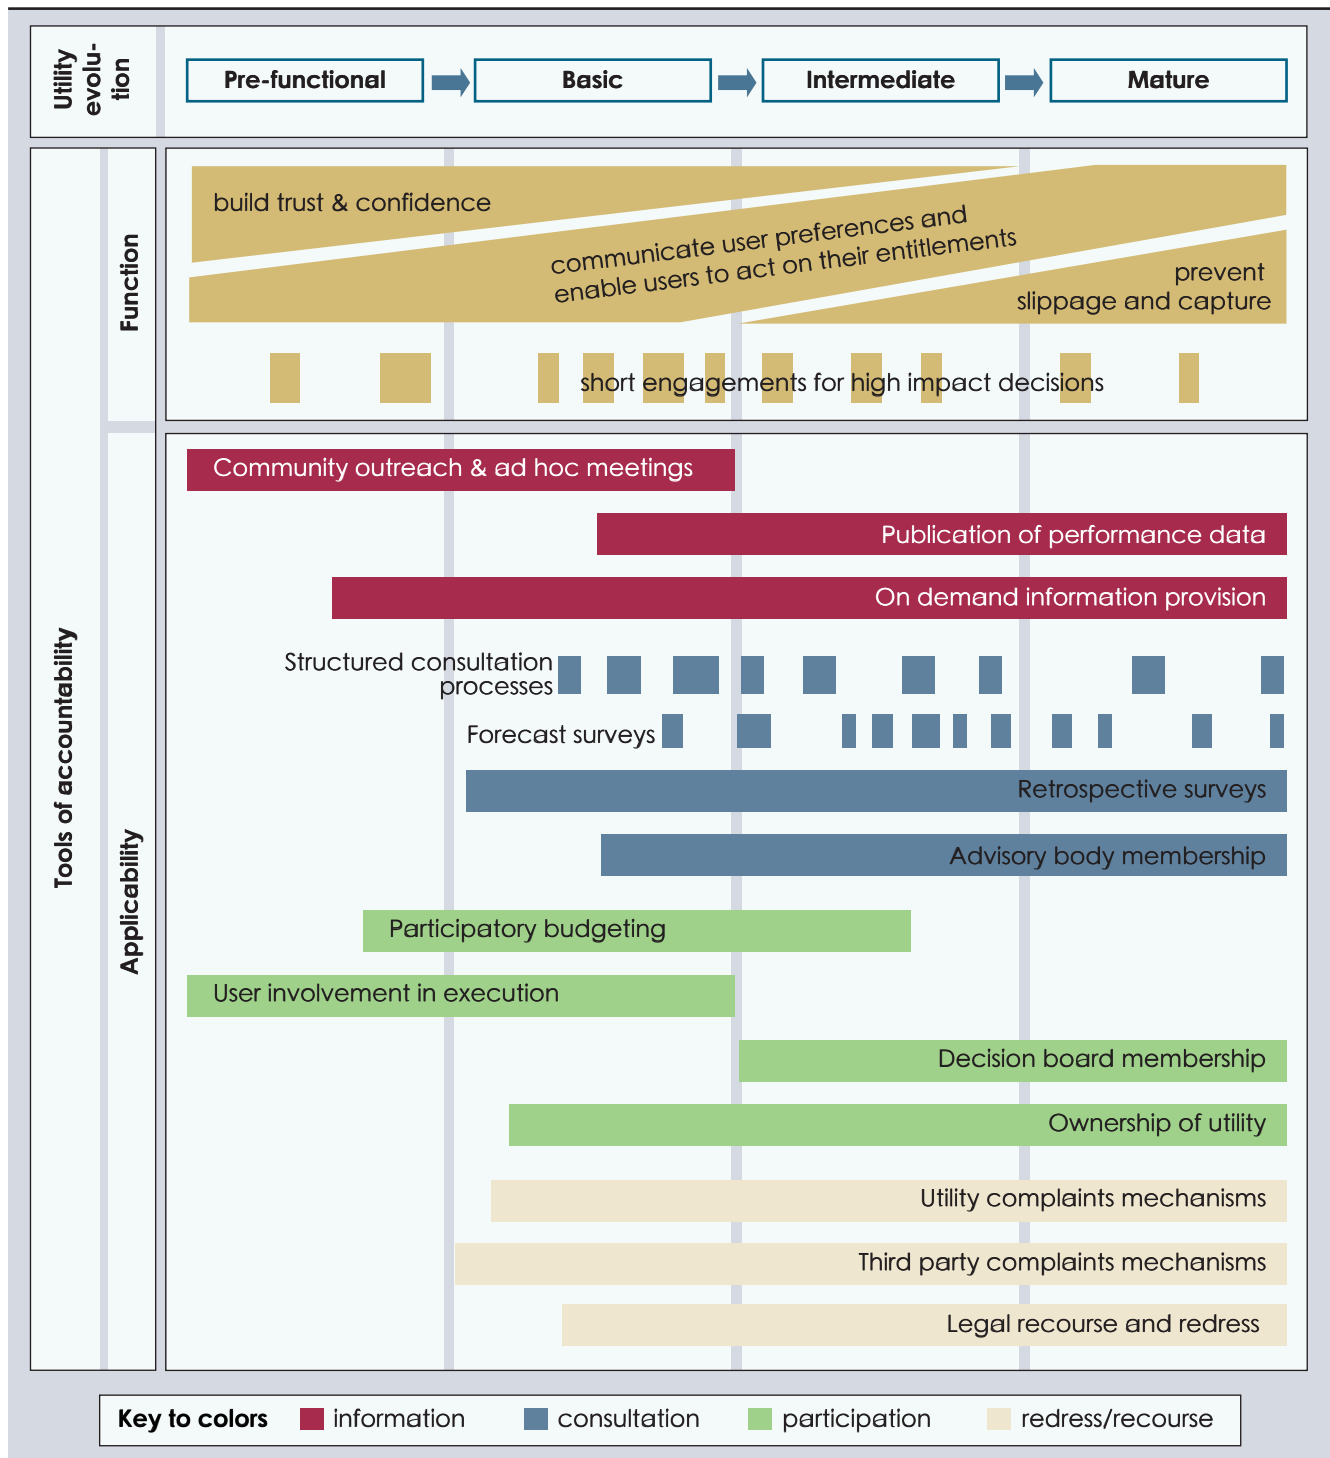 Utility
evolu-
tion
Pre-functional
Basic
Intermediate
Mature
Tools of accountability
Function
build trust & confidence
communicate user preferences and
enable users to act on their entitlements
prevent
slippage and capture
short engagements for high impact decisions
Applicability
Community outreach & ad hoc meetings
Publication of performance data
On demand information provision
Structured consultation
processes
Forecast surveys
Retrospective surveys
Advisory body membership
Participatory budgeting
User involvement in execution
Decision board membership
Ownership of utility
Utility complaints mechanisms
Third party complaints mechanisms
Legal recourse and redress
Key to colors
information
consultation
participation
redress/recourse